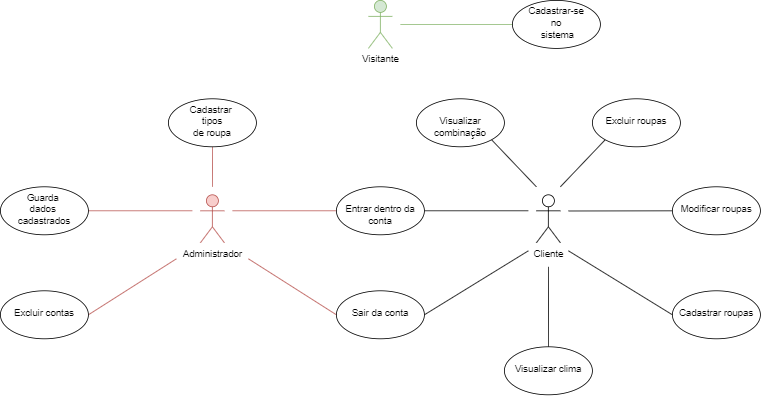 Cadastrar-se
no
sistema
Visitante
Cadastrar
tipos
de roupa
Visualizar
combinação
Excluir roupas
Guarda
dados
cadastrados
Entrar dentro da
conta
Modificar roupas
Administrador
Cliente
Excluir contas
Sair da conta
Cadastrar roupas
Visualizar clima